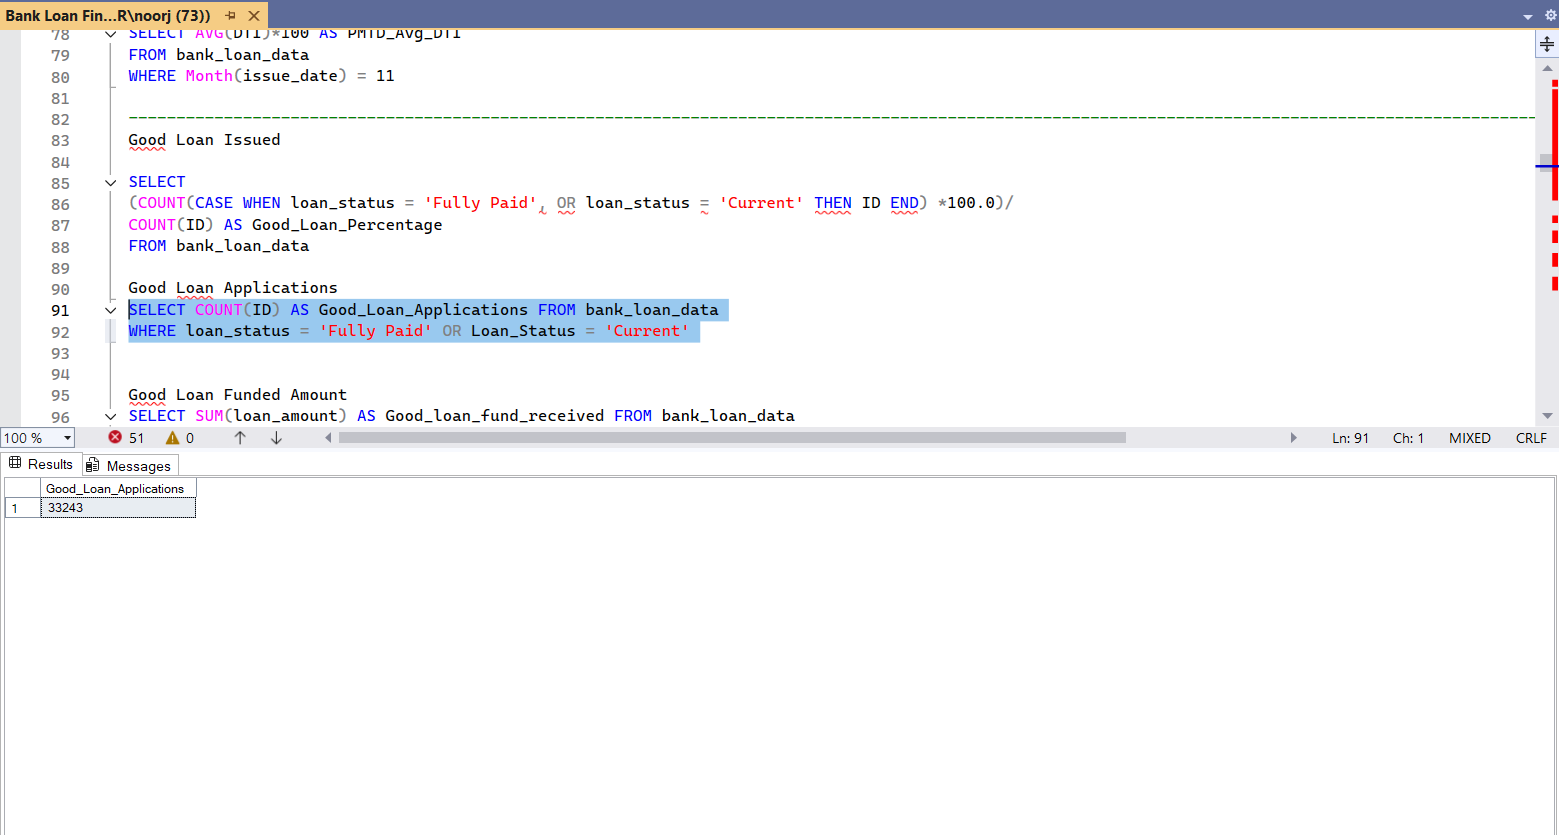 Bank Loan Fin...R\noorj (73))
78 SELECT AVG(DTI)*100 AS PMTD_Avg_DTI
79 FROM bank_loan_data
80 WHERE Month(issue_date) = 11
81
82 --------------------------------------------------------------------------------------------------------------------------------------------------------------------
83 Good Loan Issued
84
85 SELECT
86 (COUNT(CASE WHEN loan_status = 'Fully Paid', OR loan_status = 'Current' THEN ID END) *100.0)/
87 COUNT(ID) AS Good_Loan_Percentage
88 FROM bank_loan_data
89
90 Good Loan Applications
91 SELECT COUNT(ID) AS Good_Loan_Applications FROM bank_loan_data
92 WHERE loan_status = 'Fully Paid' OR Loan_Status = 'Current'
93
94
95 Good Loan Funded Amount
96 SELECT SUM(loan_amount) AS Good_loan_fund_received FROM bank_loan_data
100 % 51 0 Ln: 91 Ch: 1 MIXED CRLF
Results Messages
Good_Loan_Applications
1 33243